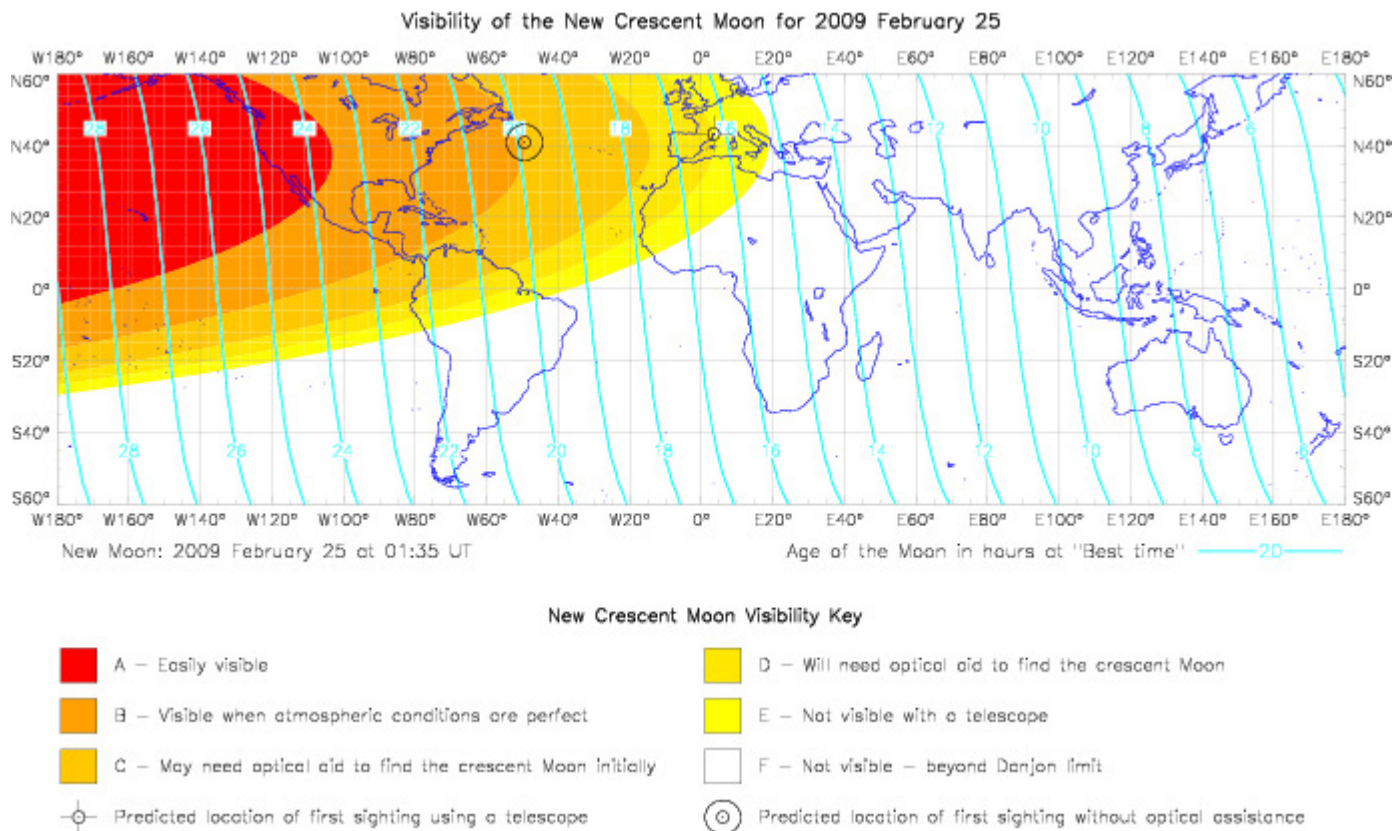 Visibility of the New Crescent Moon for 2009 February 25
W180° W160° W140° W120° W100° W80° W60° W40° W20° 0° E20° E40° E60° E80° E100° E120° E140° E160° E180°
N60° N60°
28 26 24 22 20 18 16 14 12 10 8 6
N40° N40°
N20° N20°
0° 0°
S20° S20°
S40° S40°
28 26 24 22 20 18 16 14 12 10 8 6
S60° S60°
W180° W160° W140° W120° W100° W80° W60° W40° W20° 0° E20° E40° E60° E80° E100° E120° E140° E160° E180°
New Moon: 2009 February 25 at 01:35 UT Age of the Moon in hours at "Best time" 20
New Crescent Moon Visibility Key
A – Easily visible D – Will need optical aid to find the crescent Moon
B – Visible when atmospheric conditions are perfect E – Not visible with a telescope
C – May need optical aid to find the crescent Moon initially F – Not visible – beyond Danjon limit
Predicted location of first sighting using a telescope Predicted location of first sighting without optical assistance